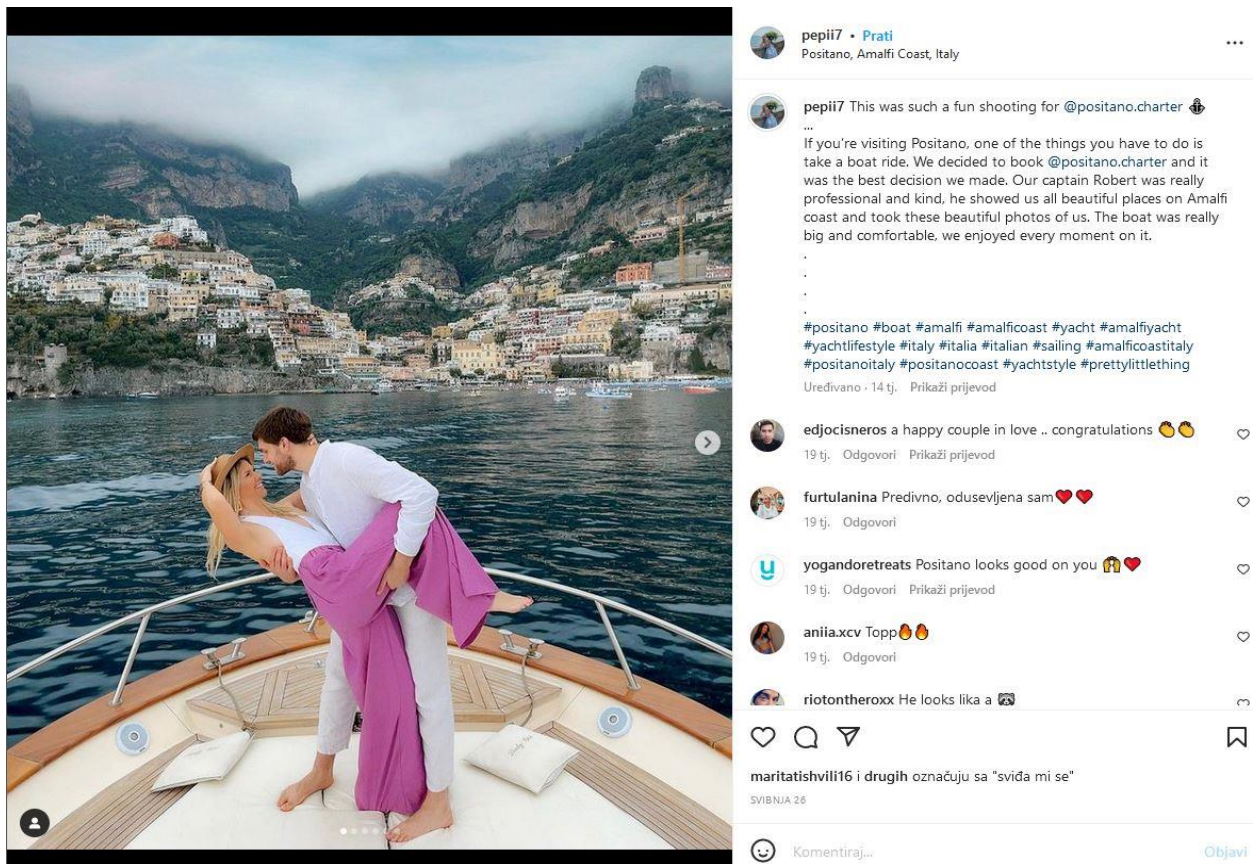 pepii7 • Prati
Positano, Amalfi Coast, Italy
pepii7 This was such a fun shooting for @positano.charter
...
If you're visiting Positano, one of the things you have to do is
take a boat ride. We decided to book @positano.charter and it
was the best decision we made. Our captain Robert was really
professional and kind, he showed us all beautiful places on Amalfi
coast and took these beautiful photos of us. The boat was really
big and comfortable, we enjoyed every moment on it.
.
.
.
.
#positano #boat #amalfi #amalficoast #yacht #amalfiyacht
#yachtlifestyle #italy #italia #italian #sailing #amalficoastitaly
#positanoitaly #positanocoast #yachtstyle #prettylittlething
Uređivano · 14 tj. Prikaži prijevod
edjocisneros a happy couple in love .. congratulations 👏👏
19 tj. Odgovori Prikaži prijevod
furtulanina Predivno, odusevljena sam❤️❤️
19 tj. Odgovori
yogandoretreats Positano looks good on you 🙌❤️
19 tj. Odgovori Prikaži prijevod
aniia.xcv Topp🔥🔥
19 tj. Odgovori
riotontheroxx He looks lika a 🦝
maritatishvili16 i drugih označuju sa "sviđa mi se"
SVIBNJA 26
Komentiraj...
Objavi